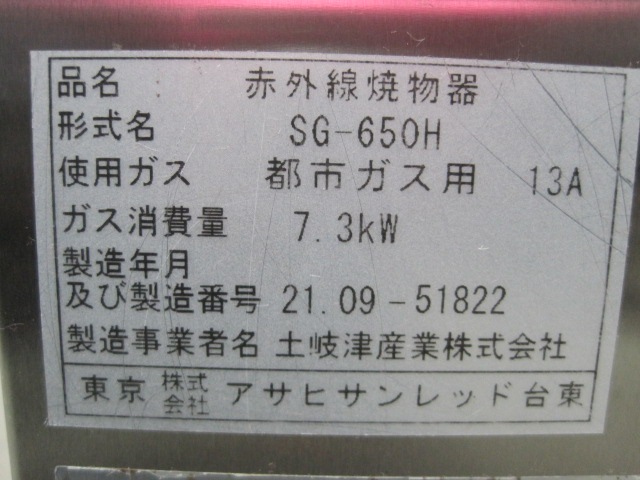 品名 赤外線焼物器
形式名 SG-650H
使用ガス 都市ガス用 13A
ガス消費量 7.3kW
製造年月
及び製造番号 21.09-51822
製造事業者名 土岐津産業株式会社
東京 株式会社 アサヒサンレッド台東